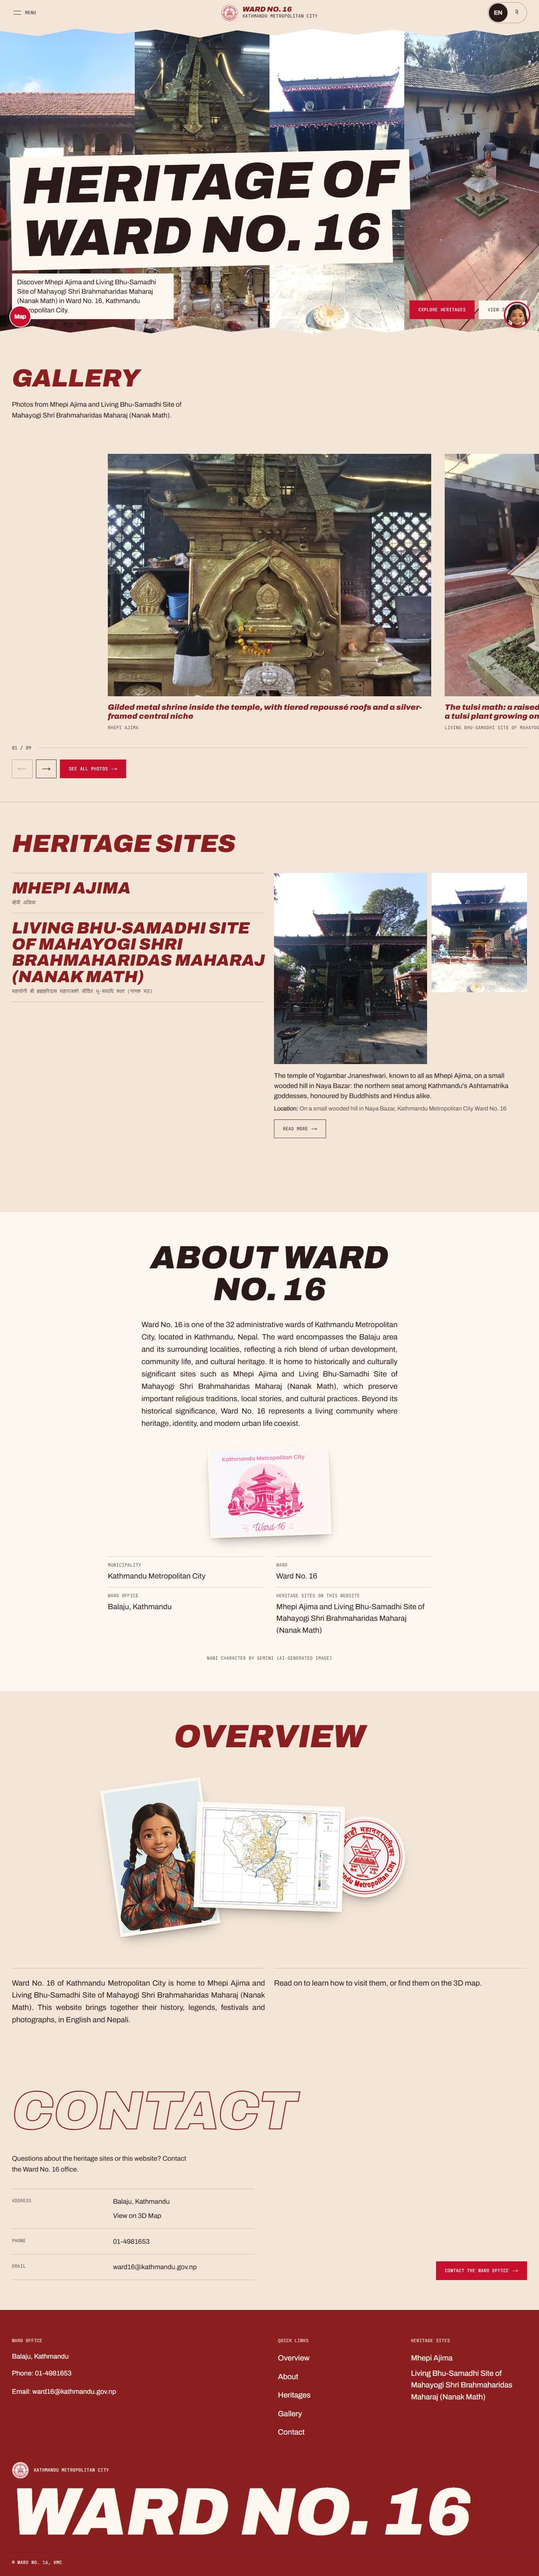 MENU
WARD NO. 16
KATHMANDU METROPOLITAN CITY
EN
ने
HERITAGE OF
WARD NO. 16
Discover Mhepi Ajima and Living Bhu-Samadhi
Site of Mahayogi Shri Brahmaharidas Maharaj
(Nanak Math) in Ward No. 16, Kathmandu
City.
Map
EXPLORE HERITAGES
VIEW
GALLERY
Photos from Mhepi Ajima and Living Bhu-Samadhi Site of
Mahayogi Shri Brahmaharidas Maharaj (Nanak Math).
Gilded metal shrine inside the temple, with tiered repoussé roofs and a silver-
framed central niche
MHEPI AJIMA
The tulsi math: a raised
a tulsi plant growing on
LIVING BHU-SAMADHI SITE OF
01 / 09
← → SEE ALL PHOTOS →
HERITAGE SITES
MHEPI AJIMA
म्हेपी अजिमा
LIVING BHU-SAMADHI SITE
OF MAHAYOGI SHRI
BRAHMAHARIDAS MAHARAJ
(NANAK MATH)
The temple of Yogambar Jnaneshwari, known to all as Mhepi Ajima, on a small
wooded hill in Naya Bazar: the northern seat among Kathmandu's Ashtamatrika
goddesses, honoured by Buddhists and Hindus alike.
Location: On a small wooded hill in Naya Bazar, Kathmandu Metropolitan City Ward No. 16
READ MORE →
ABOUT WARD
NO. 16
Ward No. 16 is one of the 32 administrative wards of Kathmandu Metropolitan
City, located in Kathmandu, Nepal. The ward encompasses the Balaju area
and its surrounding localities, reflecting a rich blend of urban development,
community life, and cultural heritage. It is home to historically and culturally
significant sites such as Mhepi Ajima and Living Bhu-Samadhi Site of
Mahayogi Shri Brahmaharidas Maharaj (Nanak Math), which preserve
important religious traditions, local stories, and cultural practices. Beyond its
historical significance, Ward No. 16 represents a living community where
heritage, identity, and modern urban life coexist.
Kathmandu Metropolitan City
Ward-16
MUNICIPALITY
Kathmandu Metropolitan City
WARD
Ward No. 16
WARD OFFICE
Balaju, Kathmandu
HERITAGE SITES ON THIS WEBSITE
Mhepi Ajima and Living Bhu-Samadhi Site of
Mahayogi Shri Brahmaharidas Maharaj
(Nanak Math)
NANI CHARACTER BY GEMINI (AI-GENERATED IMAGE)
OVERVIEW
Ward No. 16 of Kathmandu Metropolitan City is home to Mhepi Ajima and
Living Bhu-Samadhi Site of Mahayogi Shri Brahmaharidas Maharaj (Nanak
Math). This website brings together their history, legends, festivals and
photographs, in English and Nepali.
Read on to learn how to visit them, or find them on the 3D map.
CONTACT
Questions about the heritage sites or this website? Contact
the Ward No. 16 office.
ADDRESS
Balaju, Kathmandu
View on 3D Map
PHONE
01-4981653
EMAIL
ward16@kathmandu.gov.np
CONTACT THE WARD OFFICE →
WARD OFFICE
Balaju, Kathmandu
Phone: 01-4981653
Email: ward16@kathmandu.gov.np
QUICK LINKS
Overview
About
Heritages
Gallery
Contact
HERITAGE SITES
Mhepi Ajima
Living Bhu-Samadhi Site of
Mahayogi Shri Brahmaharidas
Maharaj (Nanak Math)
KATHMANDU METROPOLITAN CITY
WARD NO. 16
© WARD NO. 16, KMC